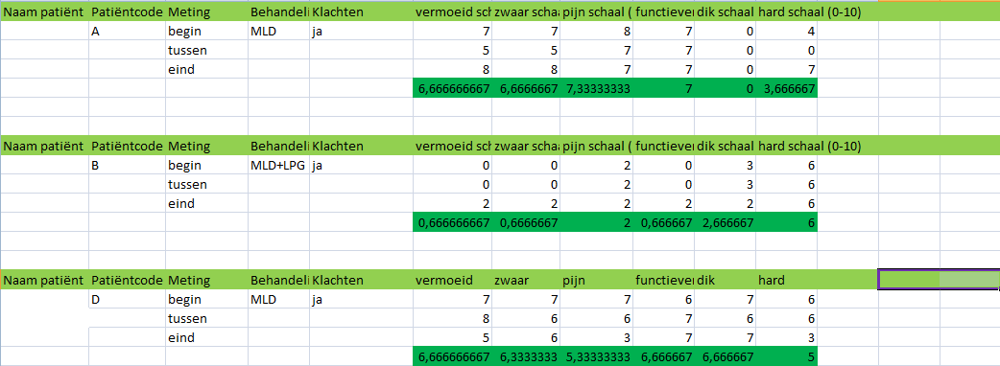 Naam patiënt Patiëntcode Meting Behandeli Klachten vermoeid sch zwaar schaa pijn schaal ( functiever dik schaal hard schaal (0-10)
A begin MLD ja 7 7 8 7 0 4
tussen 5 5 7 7 0 0
eind 8 8 7 7 0 7
6,666666667 6,6666667 7,33333333 7 0 3,666667
Naam patiënt Patiëntcode Meting Behandeli Klachten vermoeid sch zwaar schaa pijn schaal ( functiever dik schaal hard schaal (0-10)
B begin MLD+LPG ja 0 0 2 0 3 6
tussen 0 0 2 0 3 6
eind 2 2 2 2 2 6
0,666666667 0,6666667 2 0,666667 2,666667 6
Naam patiënt Patiëntcode Meting Behandeli Klachten vermoeid zwaar pijn functiever dik hard
D begin MLD ja 7 7 7 6 7 6
tussen 8 6 6 7 6 6
eind 5 6 3 7 7 3
6,666666667 6,3333333 5,33333333 6,666667 6,666667 5